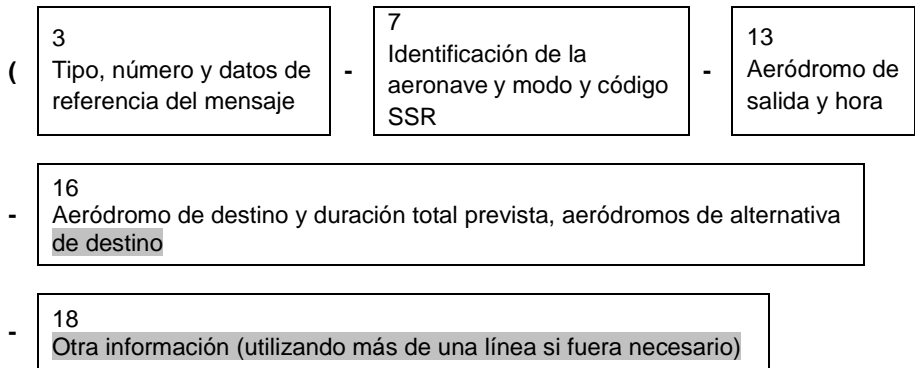 3
Tipo, número y datos de
referencia del mensaje
7
Identificación de la
aeronave y modo y código
SSR
13
Aeródromo de
salida y hora
( - -
16
Aeródromo de destino y duración total prevista, aeródromos de alternativa
de destino
-
18
Otra información (utilizando más de una línea si fuera necesario)
-